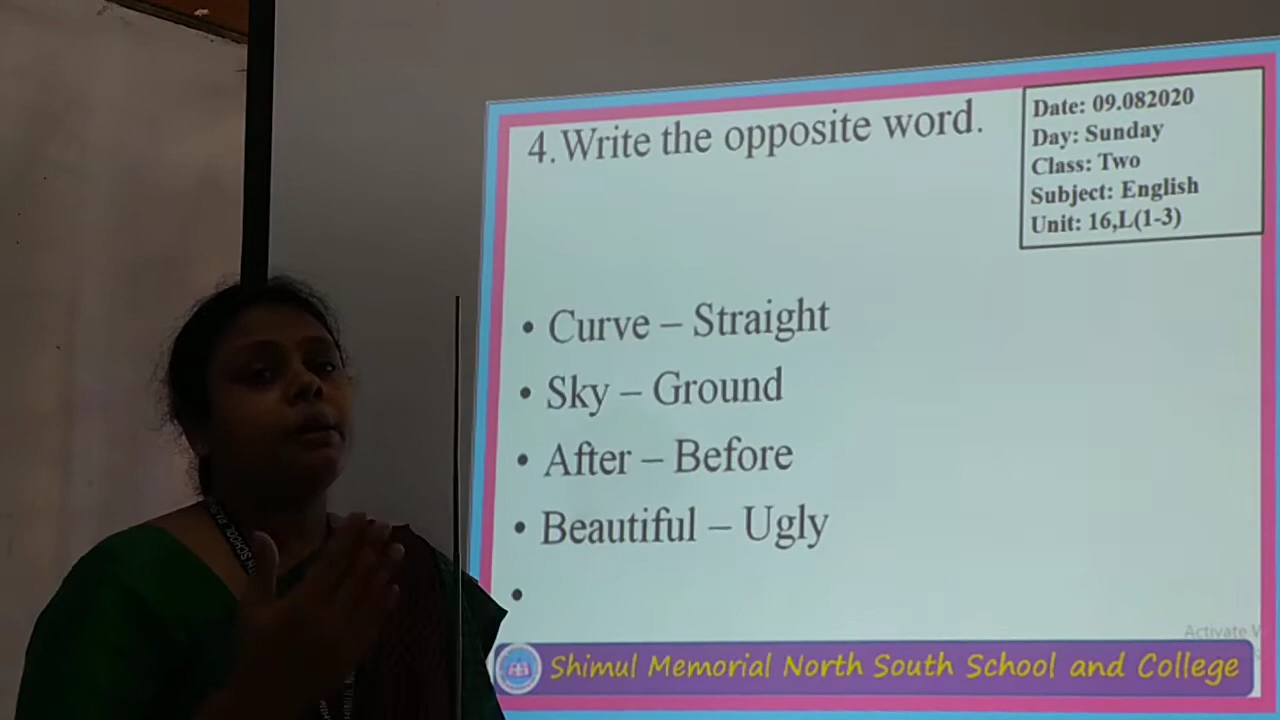 4. Write the opposite word.
Date: 09.082020
Day: Sunday
Class: Two
Subject: English
Unit: 16,L(1-3)
• Curve – Straight
• Sky – Ground
• After – Before
• Beautiful – Ugly
•
Activate
Shimul Memorial North South School and College